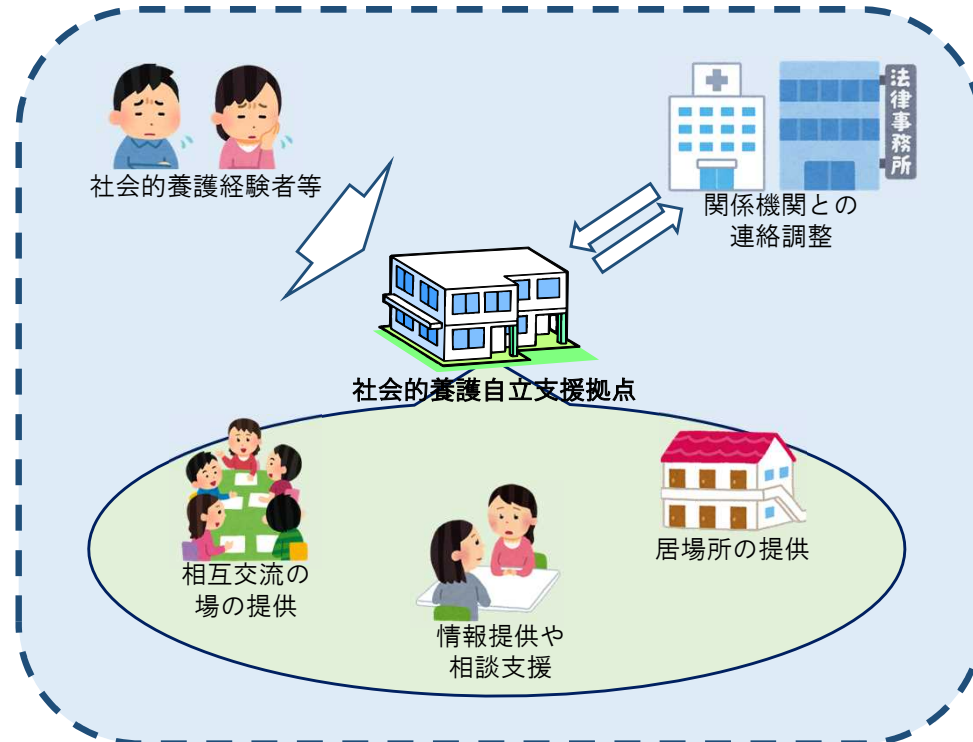 法律事務所
社会的養護経験者等
関係機関との
連絡調整
社会的養護自立支援拠点
相互交流の
場の提供
情報提供や
相談支援
居場所の提供